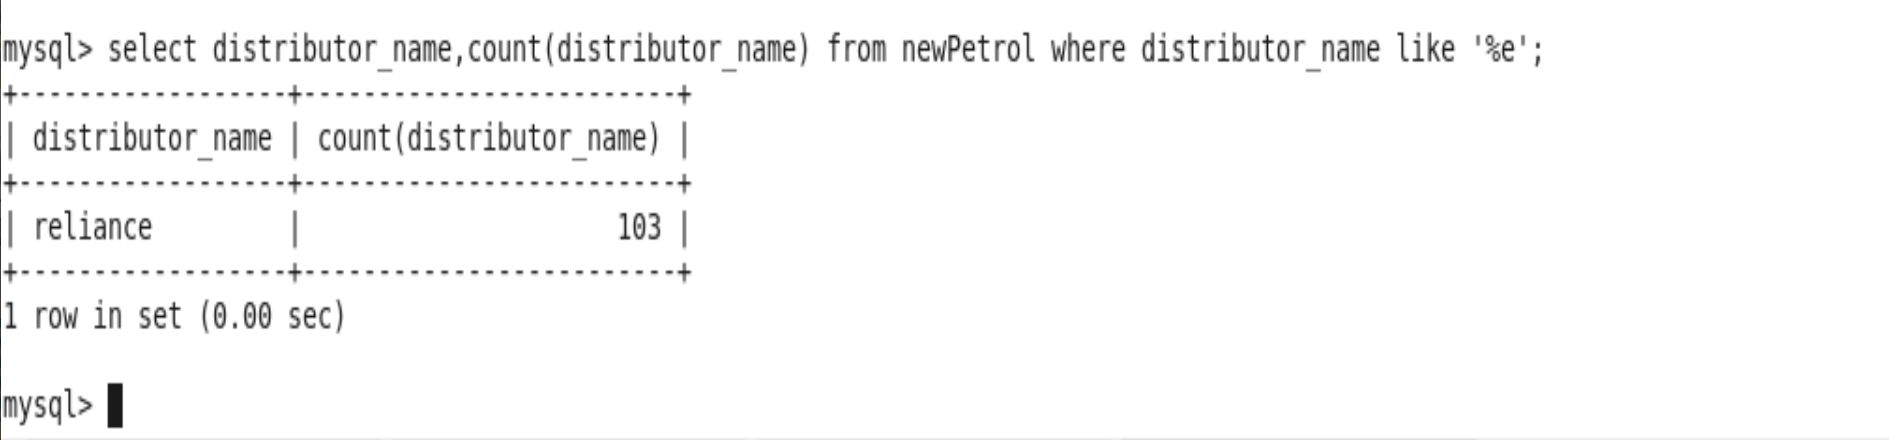 mysql> select distributor_name,count(distributor_name) from newPetrol where distributor_name like '%e';
+------------------+-------------------------+
| distributor_name | count(distributor_name) |
+------------------+-------------------------+
| reliance         |                     103 |
+------------------+-------------------------+
1 row in set (0.00 sec)
mysql>